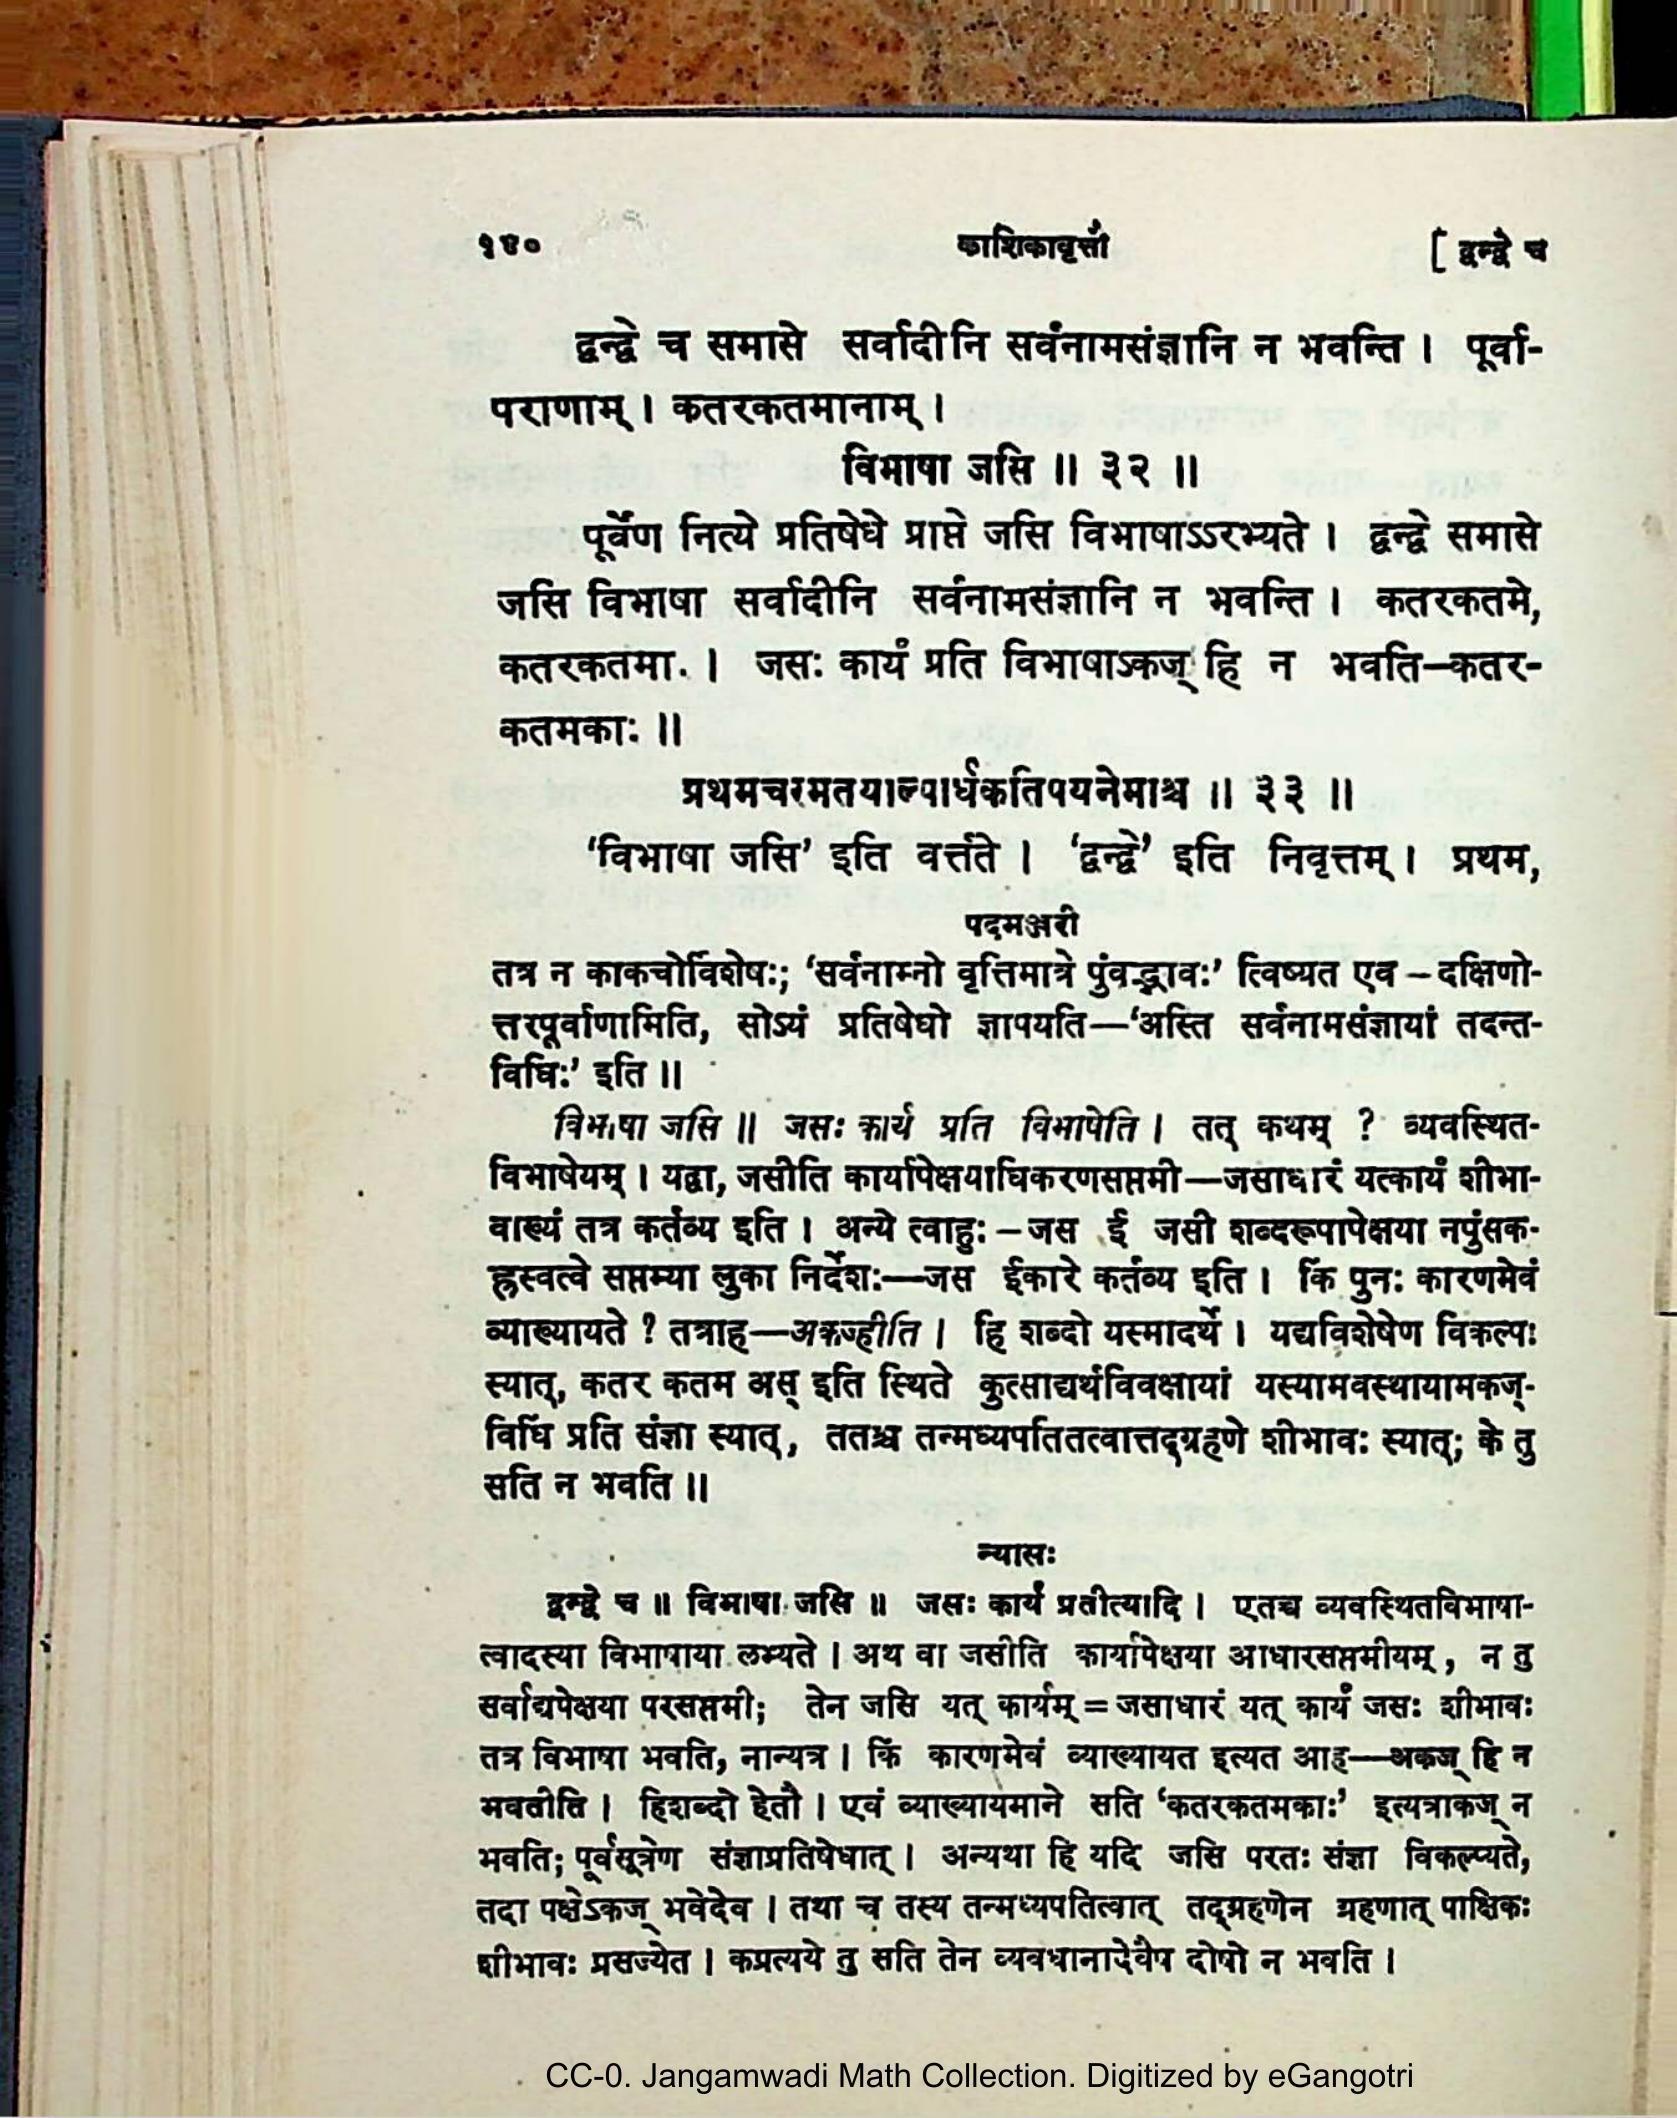 १४० काशिकावृत्तौ [ द्वन्द्वे च
द्वन्द्वे च समासे सर्वादीनि सर्वनामसंज्ञानि न भवन्ति । पूर्वा-
पराणाम् । कतरकतमानाम् ।
विभाषा जसि ॥ ३२ ॥
पूर्वेण नित्ये प्रतिषेधे प्राप्ते जसि विभाषाऽऽरभ्यते । द्वन्द्वे समासे
जसि विभाषा सर्वादीनि सर्वनामसंज्ञानि न भवन्ति । कतरकतमे,
कतरकतमाः । जसः कार्यं प्रति विभाषाऽकज् हि न भवति—कतर-
कतमकाः ॥
प्रथमचरमतयाल्पार्धकतिपयनेमाश्च ॥ ३३ ॥
‘विभाषा जसि’ इति वर्त्तते । ‘द्वन्द्वे’ इति निवृत्तम् । प्रथम,
पदमञ्जरी
तत्र न काकचोर्विशेषः; ‘सर्वनाम्नो वृत्तिमात्रे पुंवद्भावः’ त्विष्यत एव – दक्षिणो-
त्तरपूर्वाणामिति, सोऽयं प्रतिषेधो ज्ञापयति—‘अस्ति सर्वनामसंज्ञायां तदन्त-
विधिः’ इति ॥
विभाषा जसि ॥ जसः कार्यं प्रति विभाषेति । तत् कथम् ? व्यवस्थित-
विभाषेयम् । यद्वा, जसीति कार्यापेक्षयाधिकरणसप्तमी—जसाधारं यत्कार्यं शीभा-
वाख्यं तत्र कर्तव्य इति । अन्ये त्वाहुः – जस ई जसी शब्दरूपापेक्षया नपुंसक-
ह्रस्वत्वे सप्तम्या लुका निर्देशः—जस ईकारे कर्तव्य इति । किं पुनः कारणमेवं
व्याख्यायते ? तत्राह—अकज्हीति । हि शब्दो यस्मादर्थे । यद्यविशेषेण विकल्पः
स्यात्, कतर कतम अस् इति स्थिते कुत्साद्यर्थविवक्षायां यस्यामवस्थायामकज्-
विधिं प्रति संज्ञा स्यात्, ततश्च तन्मध्यपतितत्वात्तद्ग्रहणे शीभावः स्यात्; के तु
सति न भवति ॥
न्यासः
द्वन्द्वे च ॥ विभाषा जसि ॥ जसः कार्यं प्रतीत्यादि । एतच्च व्यवस्थितविभाषा-
त्वादस्या विभाषाया लभ्यते । अथ वा जसीति कार्यापेक्षया आधारसप्तमीयम्, न तु
सर्वाद्यपेक्षया परसप्तमी; तेन जसि यत् कार्यम् = जसाधारं यत् कार्यं जसः शीभावः
तत्र विभाषा भवति, नान्यत्र । किं कारणमेवं व्याख्यायत इत्यत आह—अकज् हि न
भवतीति । हिशब्दो हेतौ । एवं व्याख्यायमाने सति ‘कतरकतमकाः’ इत्यत्राकज् न
भवति; पूर्वसूत्रेण संज्ञाप्रतिषेधात् । अन्यथा हि यदि जसि परतः संज्ञा विकल्प्यते,
तदा पक्षेऽकज् भवेदेव । तथा च तस्य तन्मध्यपतित्वात् तद्ग्रहणेन ग्रहणात् पाक्षिकः
शीभावः प्रसज्येत । कप्रत्यये तु सति तेन व्यवधानादेवैष दोषो न भवति ।
CC-0. Jangamwadi Math Collection. Digitized by eGangotri